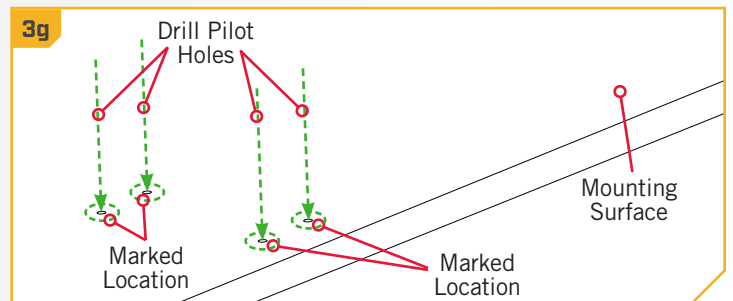 3g
Drill Pilot
Holes
Mounting
Surface
Marked
Location
Marked
Location